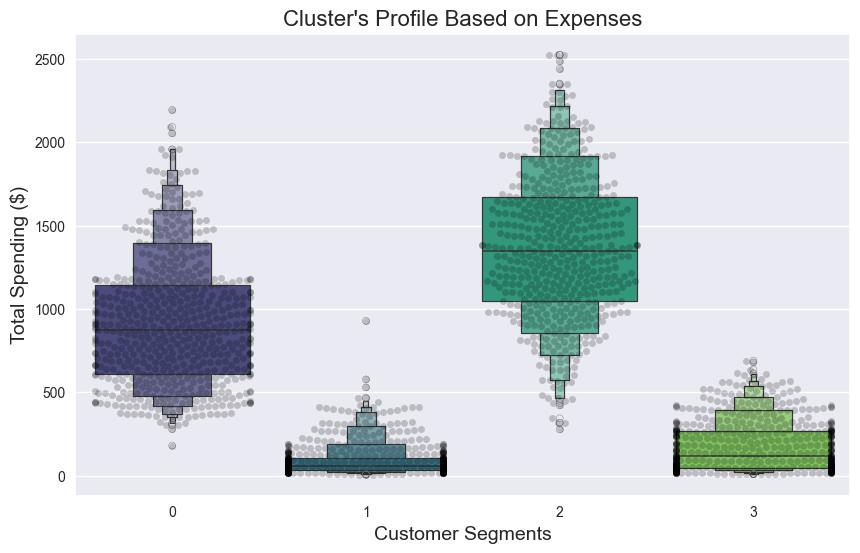 Cluster's Profile Based on Expenses
2500
2000
1500
1000
500
0
Total Spending ($)
0 1 2 3
Customer Segments